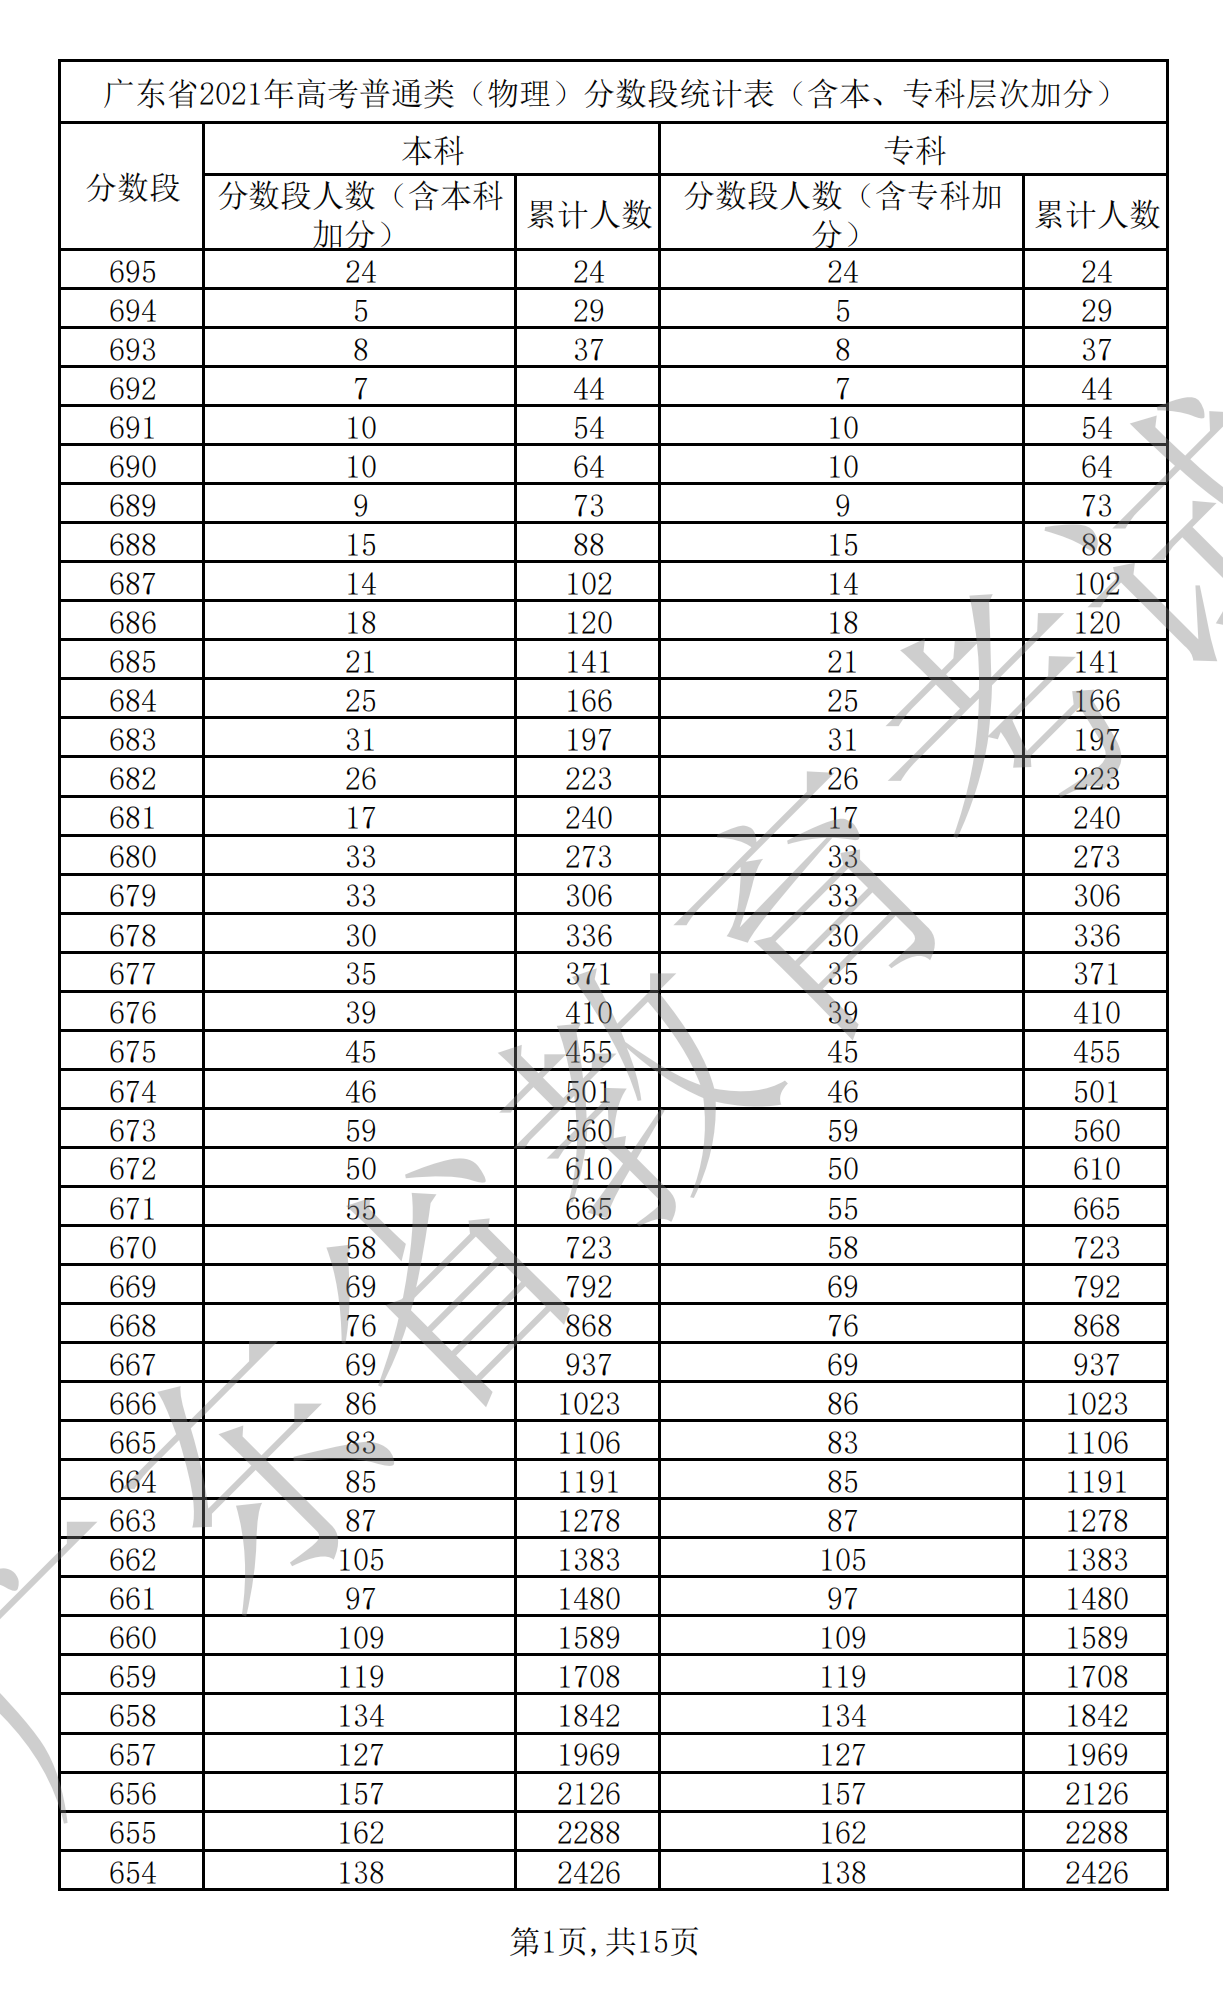 广东省2021年高考普通类（物理）分数段统计表（含本、专科层次加分）
分数段 本科 专科
分数段人数（含本科加分） 累计人数 分数段人数（含专科加分） 累计人数
695 24 24 24 24
694 5 29 5 29
693 8 37 8 37
692 7 44 7 44
691 10 54 10 54
690 10 64 10 64
689 9 73 9 73
688 15 88 15 88
687 14 102 14 102
686 18 120 18 120
685 21 141 21 141
684 25 166 25 166
683 31 197 31 197
682 26 223 26 223
681 17 240 17 240
680 33 273 33 273
679 33 306 33 306
678 30 336 30 336
677 35 371 35 371
676 39 410 39 410
675 45 455 45 455
674 46 501 46 501
673 59 560 59 560
672 50 610 50 610
671 55 665 55 665
670 58 723 58 723
669 69 792 69 792
668 76 868 76 868
667 69 937 69 937
666 86 1023 86 1023
665 83 1106 83 1106
664 85 1191 85 1191
663 87 1278 87 1278
662 105 1383 105 1383
661 97 1480 97 1480
660 109 1589 109 1589
659 119 1708 119 1708
658 134 1842 134 1842
657 127 1969 127 1969
656 157 2126 157 2126
655 162 2288 162 2288
654 138 2426 138 2426
第1页,共15页
广东省教育考试